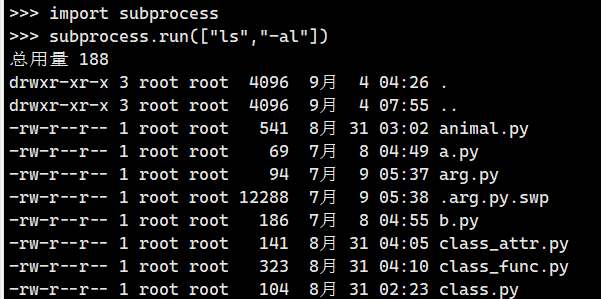 >>> import subprocess
>>> subprocess.run(["ls","-al"])
总用量 188
drwxr-xr-x 3 root root  4096  9月  4 04:26 .
drwxr-xr-x 3 root root  4096  9月  4 07:55 ..
-rw-r--r-- 1 root root   541  8月 31 03:02 animal.py
-rw-r--r-- 1 root root    69  7月  8 04:49 a.py
-rw-r--r-- 1 root root    94  7月  9 05:37 arg.py
-rw-r--r-- 1 root root 12288  7月  9 05:38 .arg.py.swp
-rw-r--r-- 1 root root   186  7月  8 04:55 b.py
-rw-r--r-- 1 root root   141  8月 31 04:05 class_attr.py
-rw-r--r-- 1 root root   323  8月 31 04:10 class_func.py
-rw-r--r-- 1 root root   104  8月 31 02:23 class.py